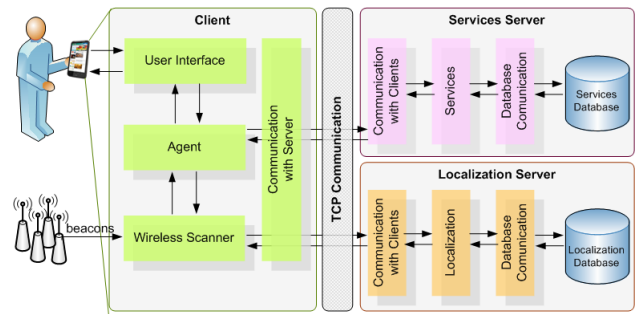 Client
User Interface
Agent
Wireless Scanner
beacons
Communication
with Server
TCP Communication
Services Server
Communication
with Clients
Services
Database
Comunication
Services
Database
Localization Server
Communication
with Clients
Localization
Database
Comunication
Localization
Database